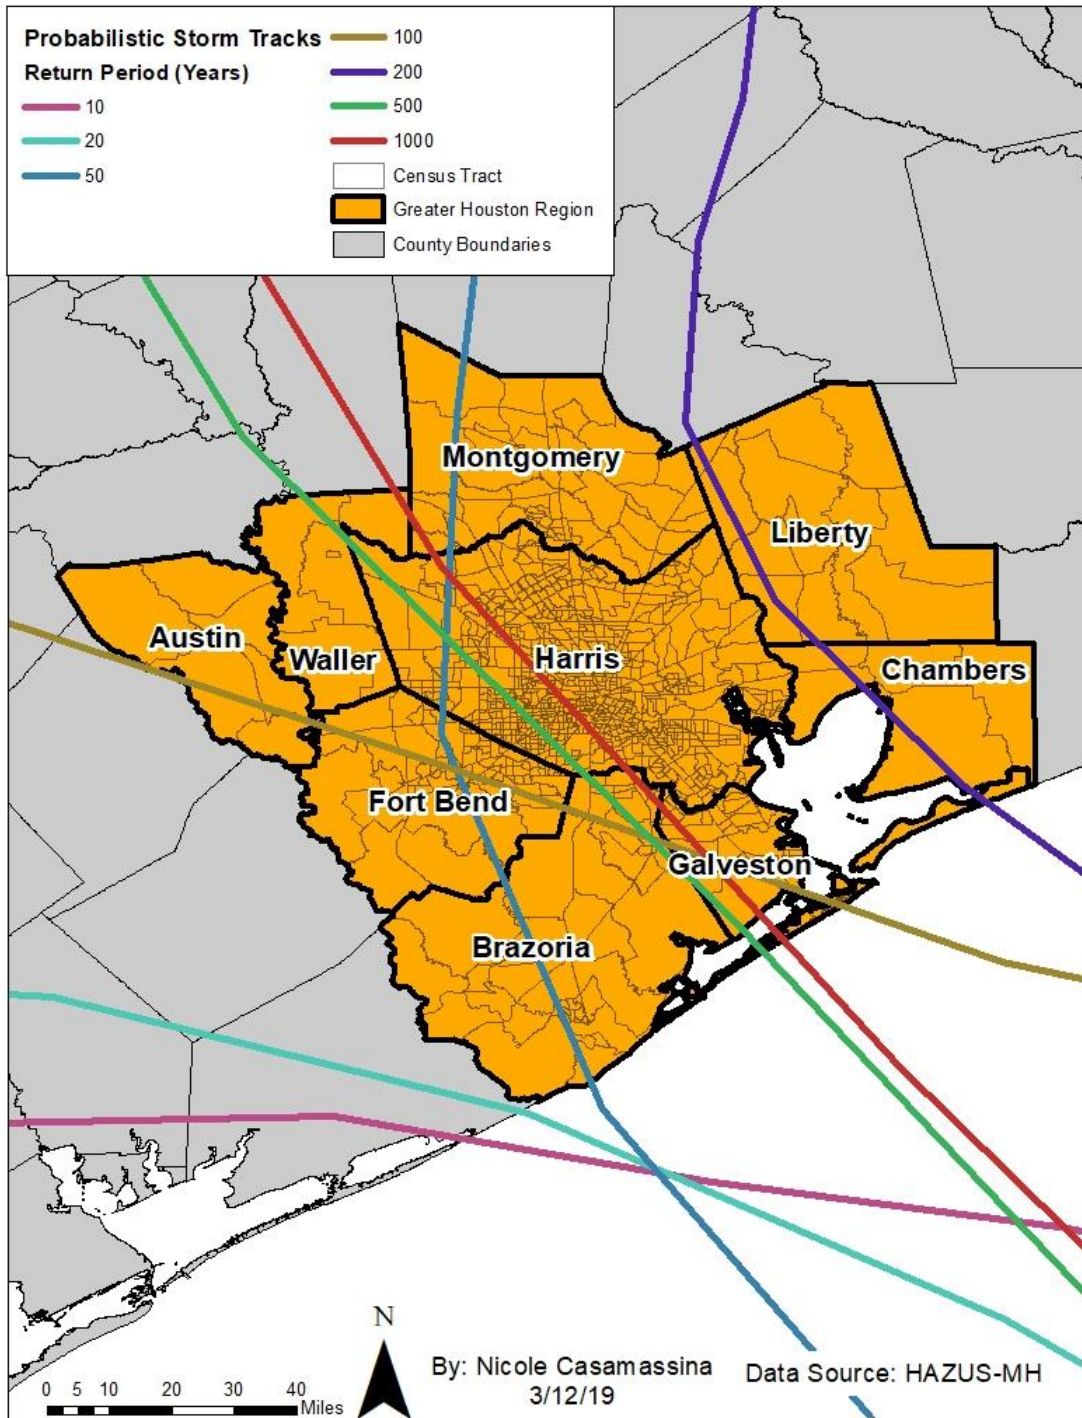 Probabilistic Storm Tracks
Return Period (Years)
10
20
50
100
200
500
1000
Census Tract
Greater Houston Region
County Boundaries
Montgomery
Liberty
Austin
Waller
Harris
Chambers
Fort Bend
Galveston
Brazoria
N
0 5 10 20 30 40
Miles
By: Nicole Casamassina
3/12/19
Data Source: HAZUS-MH